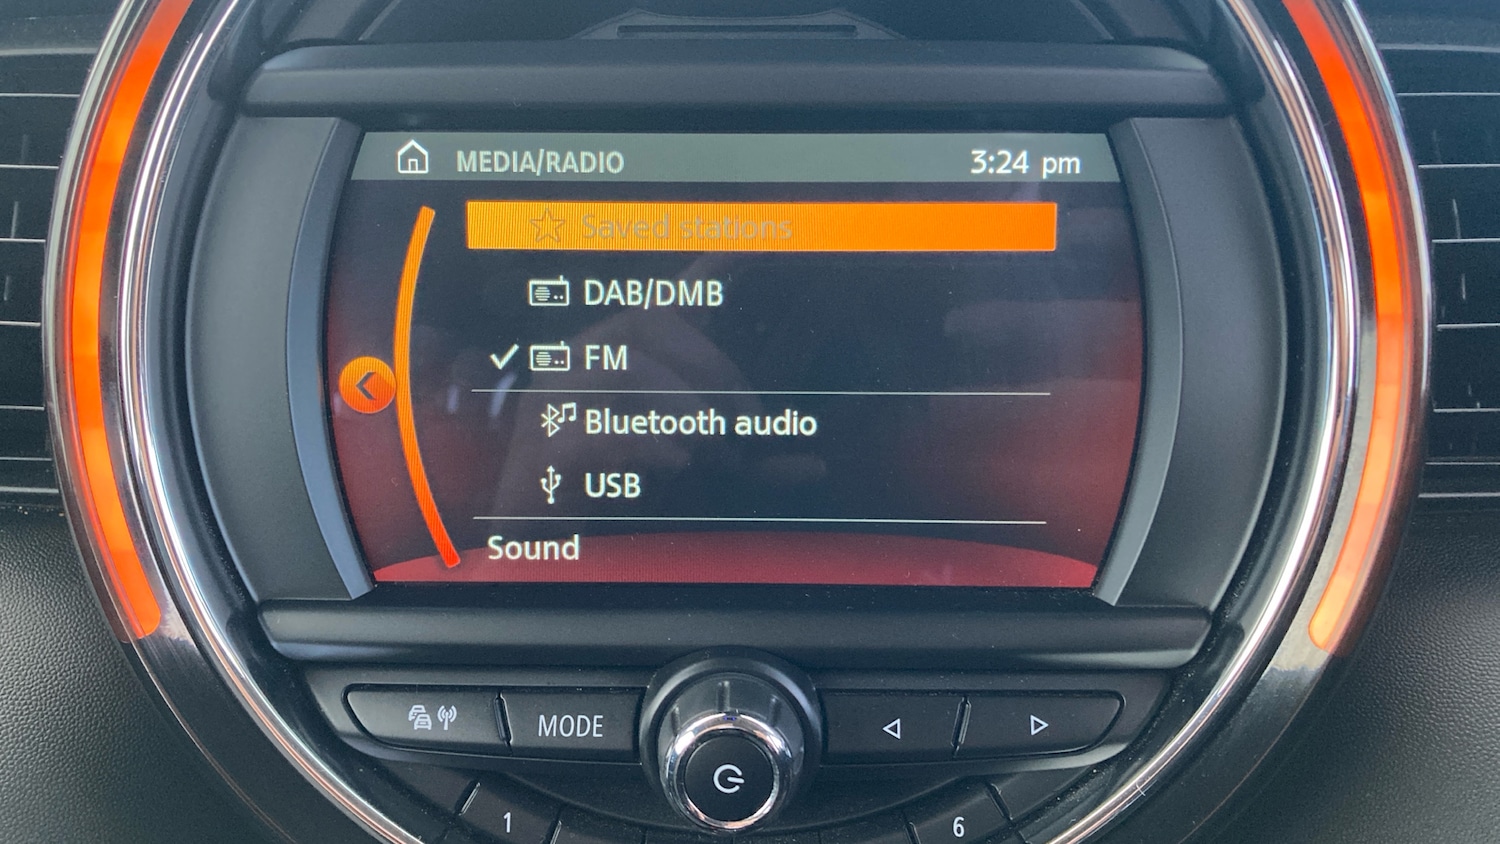 MEDIA/RADIO 3:24 pm
Saved stations
DAB/DMB
FM
Bluetooth audio
USB
Sound
MODE
1 6